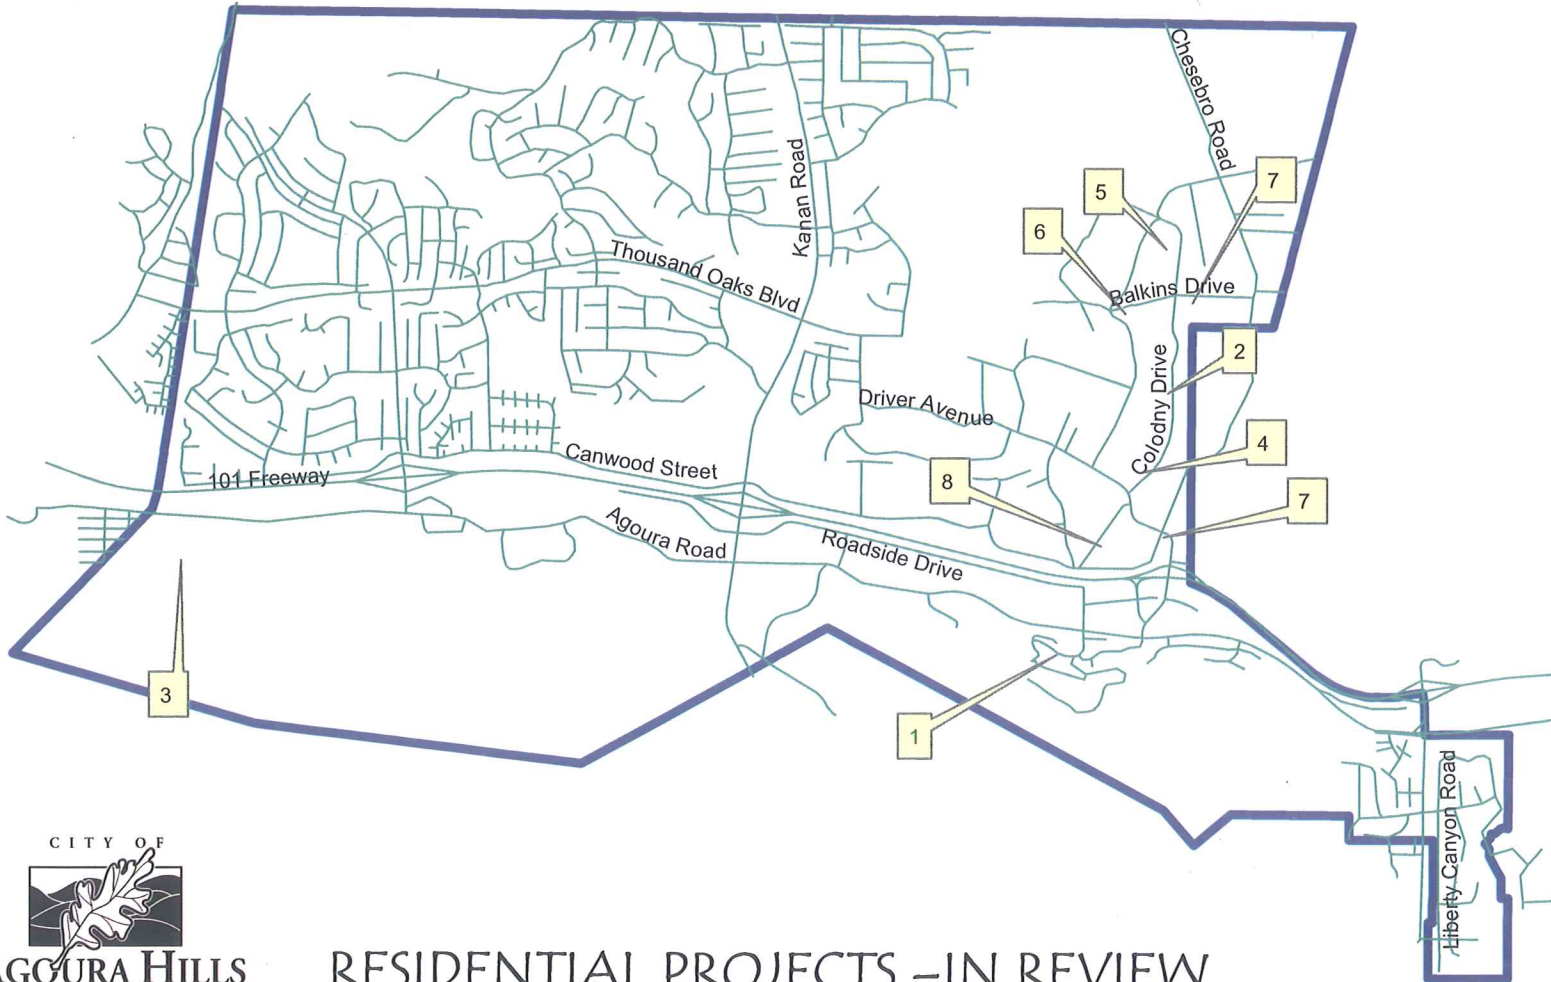 Chesebro Road
7
5
6
Kanan Road
Thousand Oaks Blvd
Balkins Drive
2
Colodny Drive
Driver Avenue
4
Canwood Street
101 Freeway
8
7
Agoura Road
Roadside Drive
3
1
Liberty Canyon Road
CITY OF
AGOURA HILLS
RESIDENTIAL PROJECTS –IN REVIEW